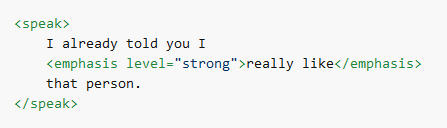 <speak>
I already told you I
<emphasis level="strong">really like</emphasis>
that person.
</speak>